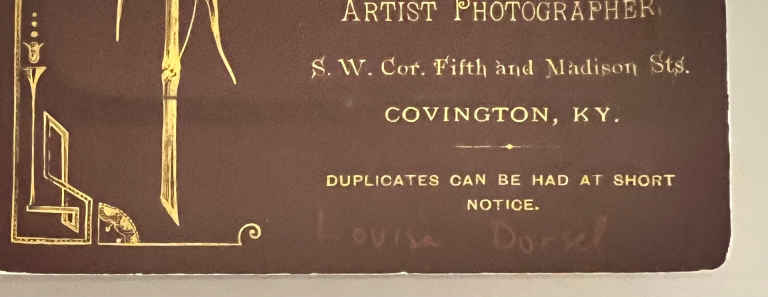 ARTIST PHOTOGRAPHER,
S. W. Cor. Fifth and Madison Sts.
COVINGTON, KY.
DUPLICATES CAN BE HAD AT SHORT
NOTICE.
Louisa Dorsel